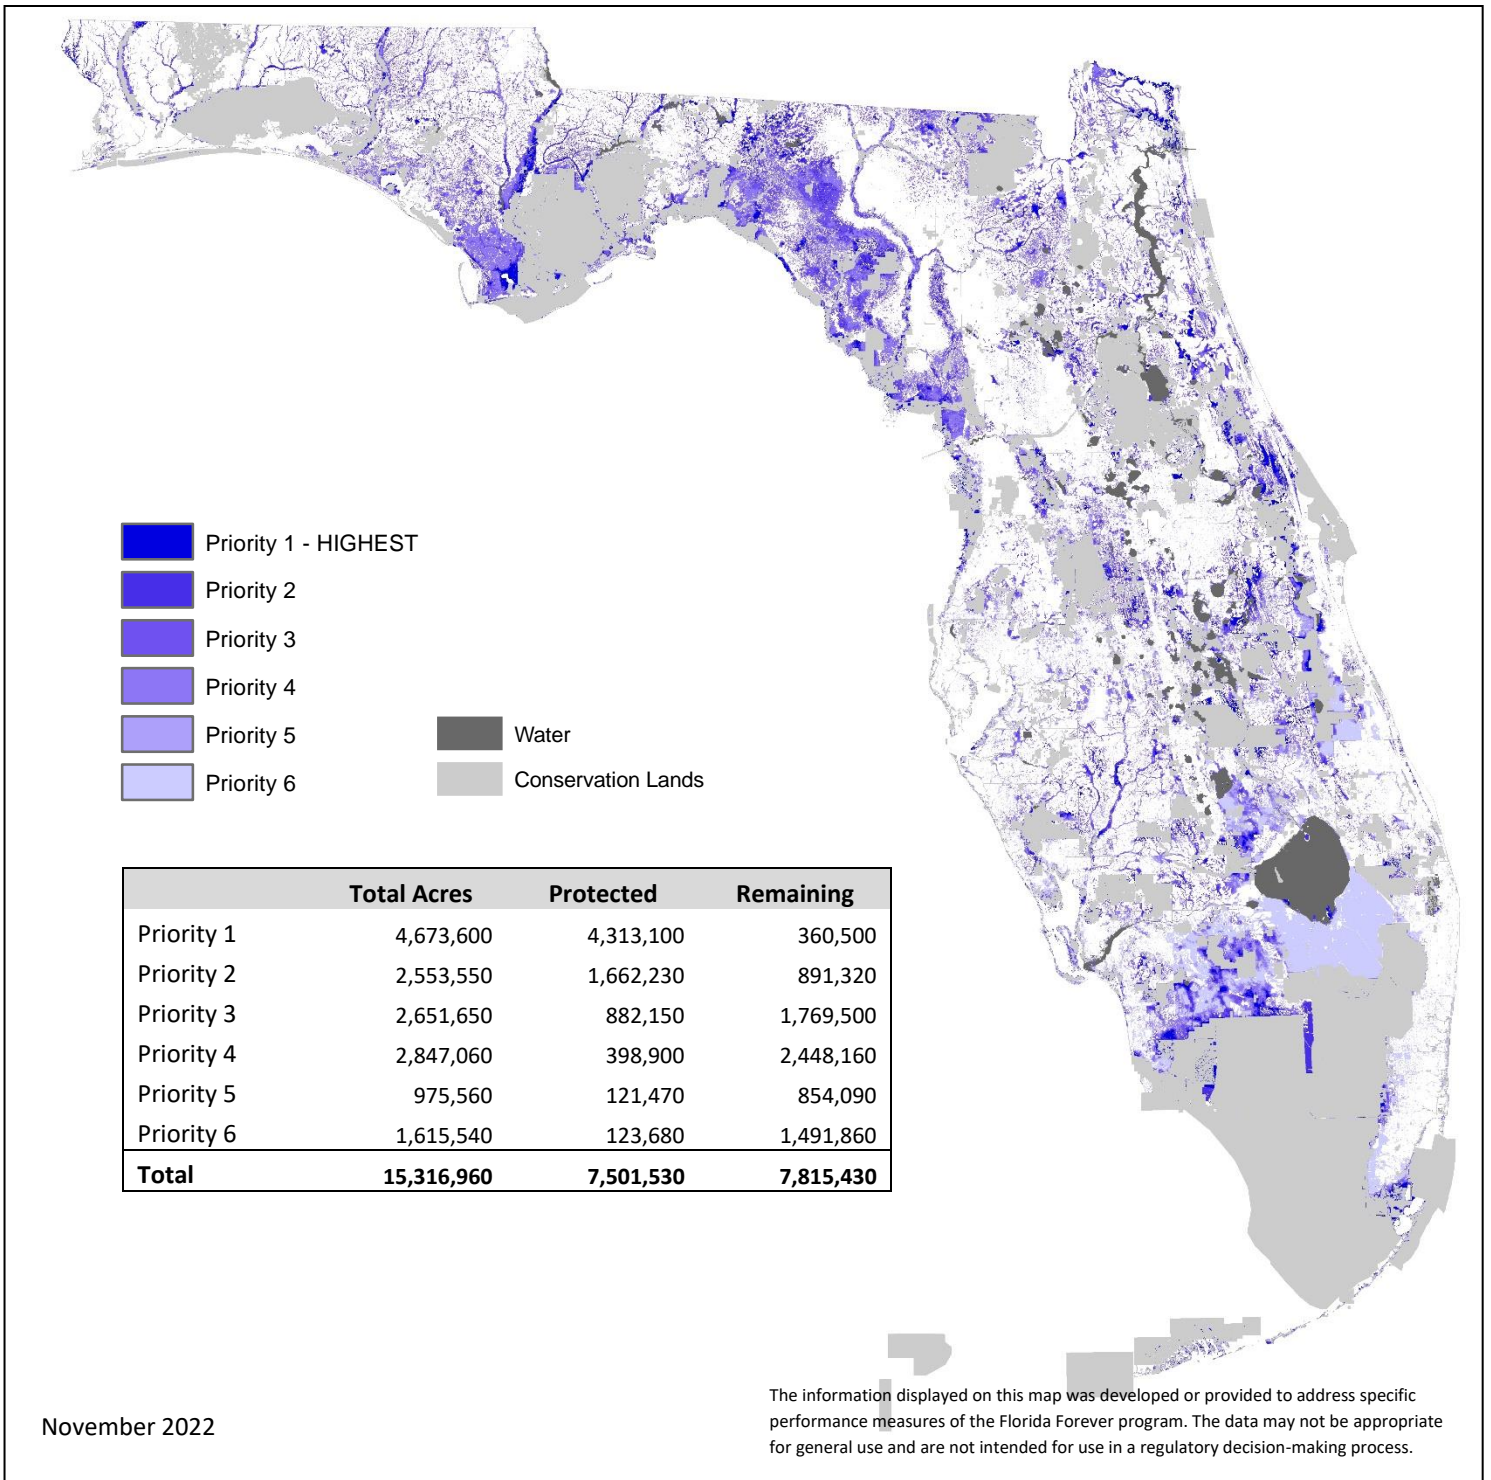 Priority 1 - HIGHEST
Priority 2
Priority 3
Priority 4
Priority 5
Priority 6
Water
Conservation Lands
Total Acres Protected Remaining
Priority 1 4,673,600 4,313,100 360,500
Priority 2 2,553,550 1,662,230 891,320
Priority 3 2,651,650 882,150 1,769,500
Priority 4 2,847,060 398,900 2,448,160
Priority 5 975,560 121,470 854,090
Priority 6 1,615,540 123,680 1,491,860
Total 15,316,960 7,501,530 7,815,430
November 2022
The information displayed on this map was developed or provided to address specific
performance measures of the Florida Forever program. The data may not be appropriate
for general use and are not intended for use in a regulatory decision-making process.